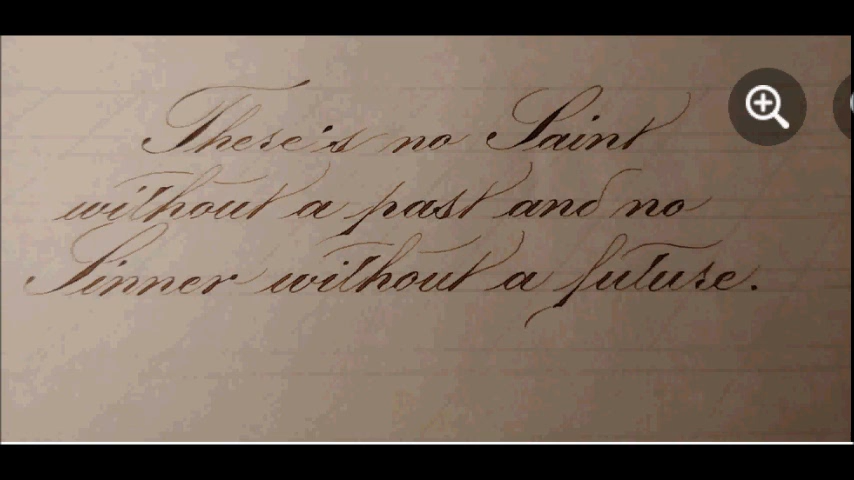 There's no Saint
without a past and no
Sinner without a future.